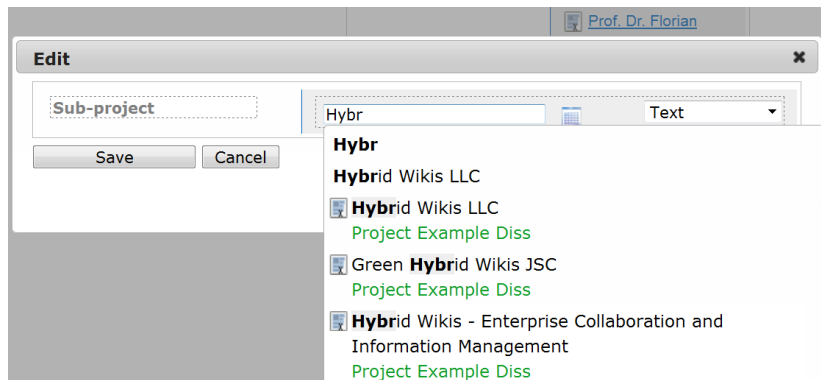 Prof. Dr. Florian
Edit
Sub-project
Hybr
Text
Save
Cancel
Hybr
Hybrid Wikis LLC
Hybrid Wikis LLC
Project Example Diss
Green Hybrid Wikis JSC
Project Example Diss
Hybrid Wikis - Enterprise Collaboration and
Information Management
Project Example Diss